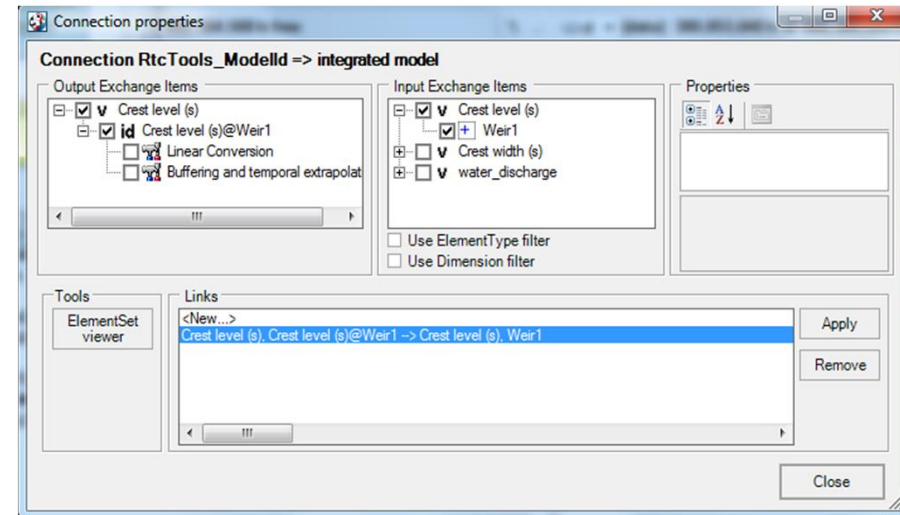 Connection properties
Connection RtcTools_ModelId => integrated model
Output Exchange Items
Crest level (s)
id Crest level (s)@Weir1
Linear Conversion
Buffering and temporal extrapolat
Input Exchange Items
Crest level (s)
Weir1
Crest width (s)
water_discharge
Use ElementType filter
Use Dimension filter
Properties
Tools
ElementSet
viewer
Links
<New...>
Crest level (s), Crest level (s)@Weir1 --> Crest level (s), Weir1
Apply
Remove
Close